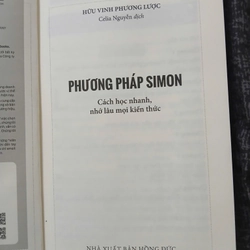 HỮU VINH PHƯƠNG LƯỢC
Celia Nguyễn dịch
PHƯƠNG PHÁP SIMON
Cách học nhanh,
nhớ lâu mọi kiến thức
NHÀ XUẤT BẢN HỒNG ĐỨC